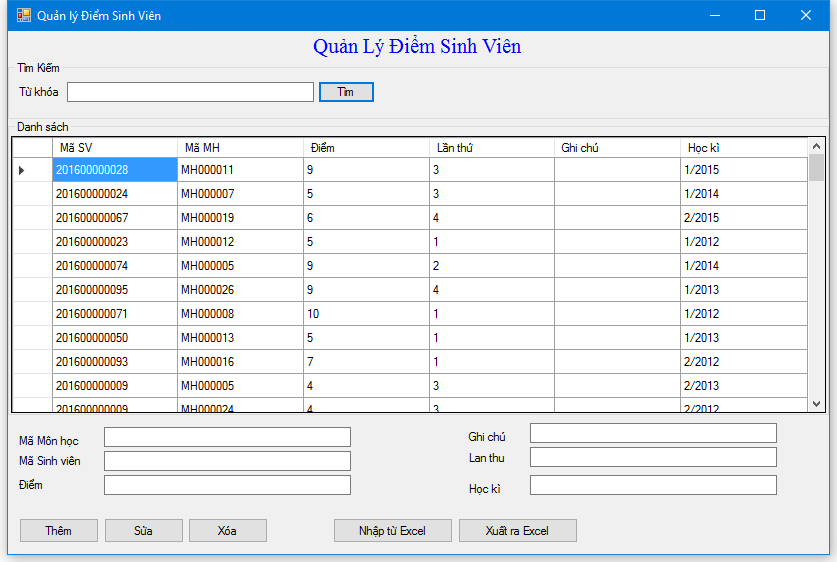 Quản lý Điểm Sinh Viên
Quản Lý Điểm Sinh Viên
Tìm Kiếm
Từ khóa Tìm
Danh sách
Mã SV Mã MH Điểm Lần thứ Ghi chú Học kì
201600000028 MH000011 9 3 1/2015
201600000024 MH000007 5 3 1/2014
201600000067 MH000019 6 4 2/2015
201600000023 MH000012 5 1 1/2012
201600000074 MH000005 9 2 1/2014
201600000095 MH000026 9 4 1/2013
201600000071 MH000008 10 1 1/2012
201600000050 MH000013 5 1 1/2013
201600000093 MH000016 7 1 2/2012
201600000009 MH000005 4 3 2/2013
201600000009 MH000024 4 3 2/2012
Mã Môn học Ghi chú
Mã Sinh viên Lan thu
Điểm Học kì
Thêm Sửa Xóa Nhập từ Excel Xuất ra Excel